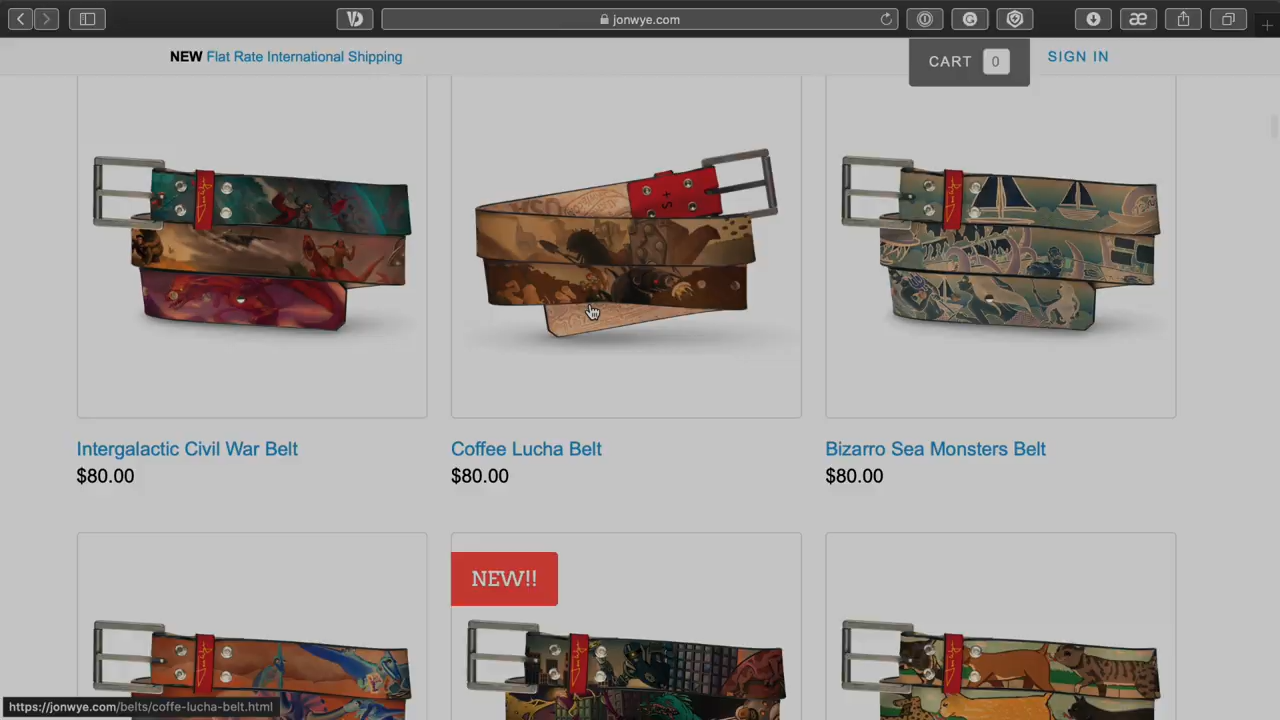 jonwye.com
NEW Flat Rate International Shipping
CART 0
SIGN IN
Intergalactic Civil War Belt
$80.00
Coffee Lucha Belt
$80.00
Bizarro Sea Monsters Belt
$80.00
NEW!!
https://jonwye.com/belts/coffe-lucha-belt.html